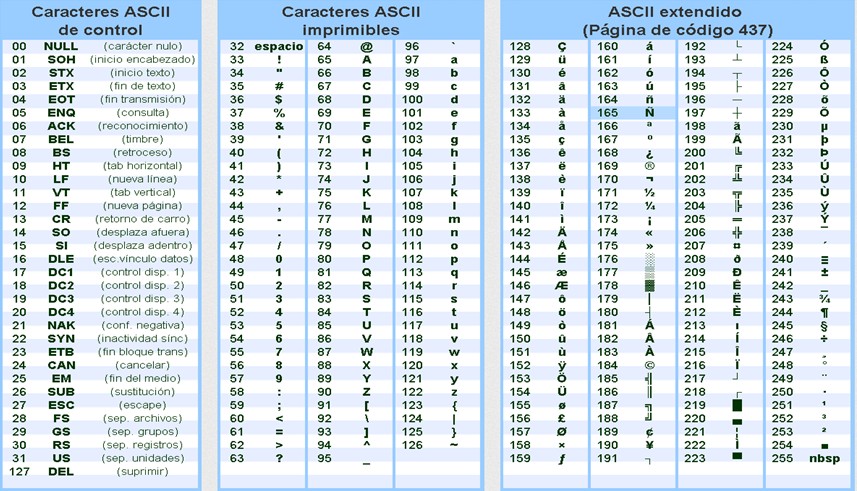 Caracteres ASCII
de control
00 NULL (carácter nulo)
01 SOH (inicio encabezado)
02 STX (inicio texto)
03 ETX (fin de texto)
04 EOT (fin transmisión)
05 ENQ (consulta)
06 ACK (reconocimiento)
07 BEL (timbre)
08 BS (retroceso)
09 HT (tab horizontal)
10 LF (nueva línea)
11 VT (tab vertical)
12 FF (nueva página)
13 CR (retorno de carro)
14 SO (desplaza afuera)
15 SI (desplaza adentro)
16 DLE (esc.vínculo datos)
17 DC1 (control disp. 1)
18 DC2 (control disp. 2)
19 DC3 (control disp. 3)
20 DC4 (control disp. 4)
21 NAK (conf. negativa)
22 SYN (inactividad sínc)
23 ETB (fin bloque trans)
24 CAN (cancelar)
25 EM (fin del medio)
26 SUB (sustitución)
27 ESC (escape)
28 FS (sep. archivos)
29 GS (sep. grupos)
30 RS (sep. registros)
31 US (sep. unidades)
127 DEL (suprimir)
Caracteres ASCII
imprimibles
32 espacio 64 @ 96 `
33 ! 65 A 97 a
34 " 66 B 98 b
35 # 67 C 99 c
36 $ 68 D 100 d
37 % 69 E 101 e
38 & 70 F 102 f
39 ' 71 G 103 g
40 ( 72 H 104 h
41 ) 73 I 105 i
42 * 74 J 106 j
43 + 75 K 107 k
44 , 76 L 108 l
45 - 77 M 109 m
46 . 78 N 110 n
47 / 79 O 111 o
48 0 80 P 112 p
49 1 81 Q 113 q
50 2 82 R 114 r
51 3 83 S 115 s
52 4 84 T 116 t
53 5 85 U 117 u
54 6 86 V 118 v
55 7 87 W 119 w
56 8 88 X 120 x
57 9 89 Y 121 y
58 : 90 Z 122 z
59 ; 91 [ 123 {
60 < 92 \ 124 |
61 = 93 ] 125 }
62 > 94 ^ 126 ~
63 ? 95 _
ASCII extendido
(Página de código 437)
128 Ç 160 á 192 └ 224 Ó
129 ü 161 í 193 ┴ 225 ß
130 é 162 ó 194 ┬ 226 Ô
131 â 163 ú 195 ├ 227 Ò
132 ä 164 ñ 196 ─ 228 õ
133 à 165 Ñ 197 ┼ 229 Õ
134 å 166 ª 198 ã 230 µ
135 ç 167 º 199 Ã 231 þ
136 ê 168 ¿ 200 ╚ 232 Þ
137 ë 169 ® 201 ╔ 233 Ú
138 è 170 ¬ 202 ╩ 234 Û
139 ï 171 ½ 203 ╦ 235 Ù
140 î 172 ¼ 204 ╠ 236 ý
141 ì 173 ¡ 205 ═ 237 Ý
142 Ä 174 « 206 ╬ 238 ¯
143 Å 175 » 207 ¤ 239 ´
144 É 176 ░ 208 ð 240 ≡
145 æ 177 ▒ 209 Ð 241 ±
146 Æ 178 ▓ 210 Ê 242 ‗
147 ô 179 │ 211 Ë 243 ¾
148 ö 180 ┤ 212 È 244 ¶
149 ò 181 Á 213 ı 245 §
150 û 182 Â 214 Í 246 ÷
151 ù 183 À 215 Î 247 ¸
152 ÿ 184 © 216 Ï 248 °
153 Ö 185 ╣ 217 ┘ 249 ¨
154 Ü 186 ║ 218 ┌ 250 ·
155 ø 187 ╗ 219 █ 251 ¹
156 £ 188 ╝ 220 ▄ 252 ³
157 Ø 189 ¢ 221 ¦ 253 ²
158 × 190 ¥ 222 Ì 254 ■
159 ƒ 191 ┐ 223 ▀ 255 nbsp